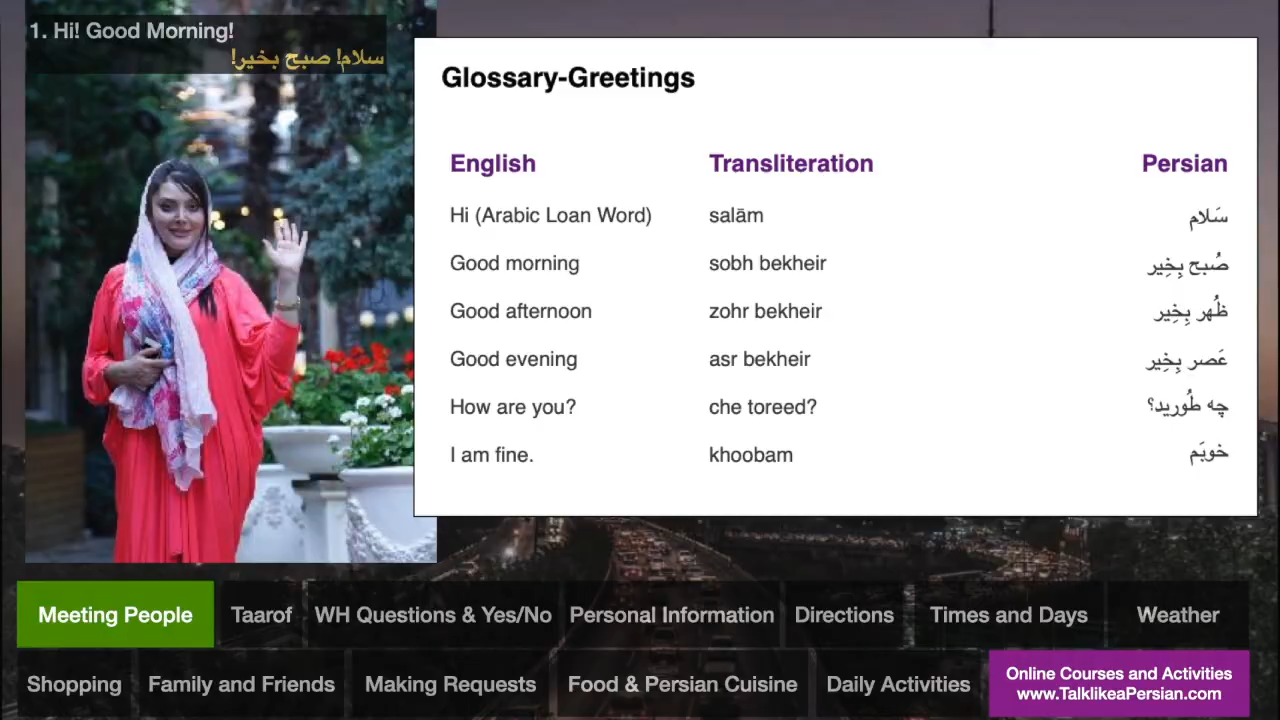 1. Hi! Good Morning!
سلام! صبح بخیر!
Glossary-Greetings
English Transliteration Persian
Hi (Arabic Loan Word) salām سَلام
Good morning sobh bekheir صُبح بِخِیر
Good afternoon zohr bekheir ظُهر بِخِیر
Good evening asr bekheir عَصر بِخِیر
How are you? che toreed? چه طُورید؟
I am fine. khoobam خوبَم
Meeting People Taarof WH Questions & Yes/No Personal Information Directions Times and Days Weather
Shopping Family and Friends Making Requests Food & Persian Cuisine Daily Activities Online Courses and Activities
www.TalklikeaPersian.com